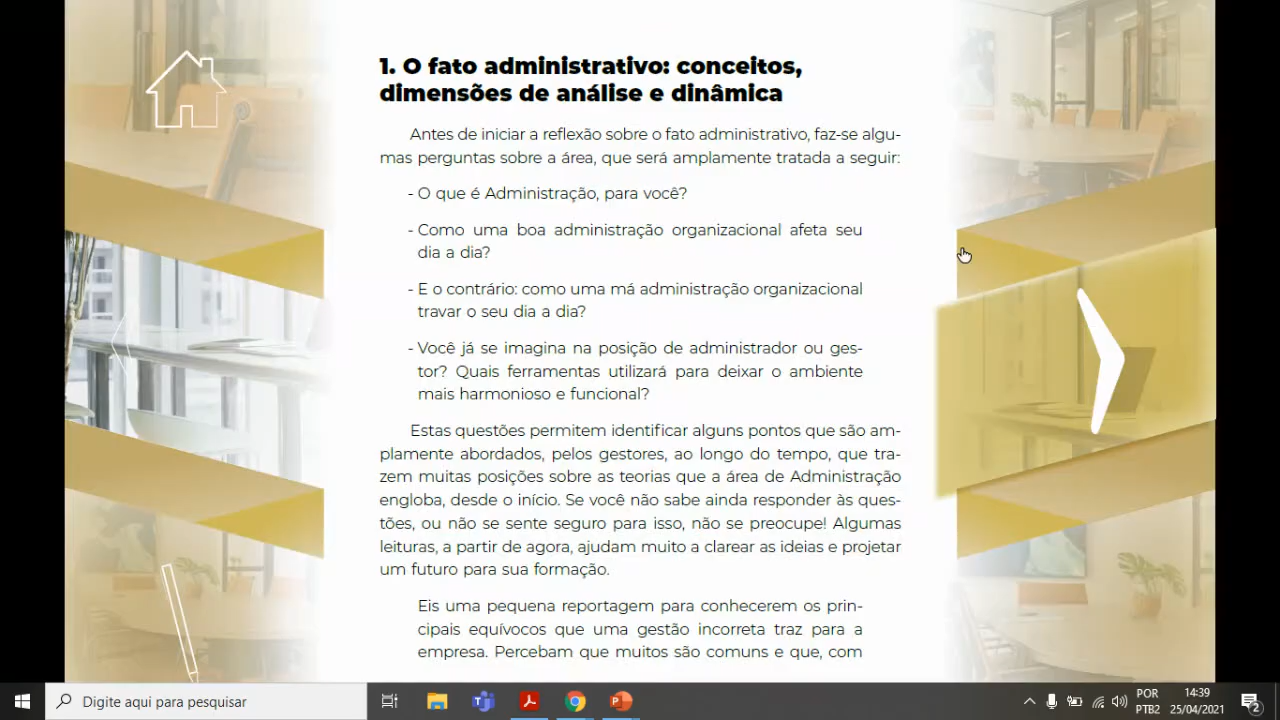 1. O fato administrativo: conceitos,
dimensões de análise e dinâmica
Antes de iniciar a reflexão sobre o fato administrativo, faz-se algu-
mas perguntas sobre a área, que será amplamente tratada a seguir:
- O que é Administração, para você?
- Como uma boa administração organizacional afeta seu
dia a dia?
- E o contrário: como uma má administração organizacional
travar o seu dia a dia?
- Você já se imagina na posição de administrador ou ges-
tor? Quais ferramentas utilizará para deixar o ambiente
mais harmonioso e funcional?
Estas questões permitem identificar alguns pontos que são am-
plamente abordados, pelos gestores, ao longo do tempo, que tra-
zem muitas posições sobre as teorias que a área de Administração
engloba, desde o início. Se você não sabe ainda responder às ques-
tões, ou não se sente seguro para isso, não se preocupe! Algumas
leituras, a partir de agora, ajudam muito a clarear as ideias e projetar
um futuro para sua formação.
Eis uma pequena reportagem para conhecerem os prin-
cipais equívocos que uma gestão incorreta traz para a
empresa. Percebam que muitos são comuns e que, com
Digite aqui para pesquisar
POR
PTB2
14:39
25/04/2021
2